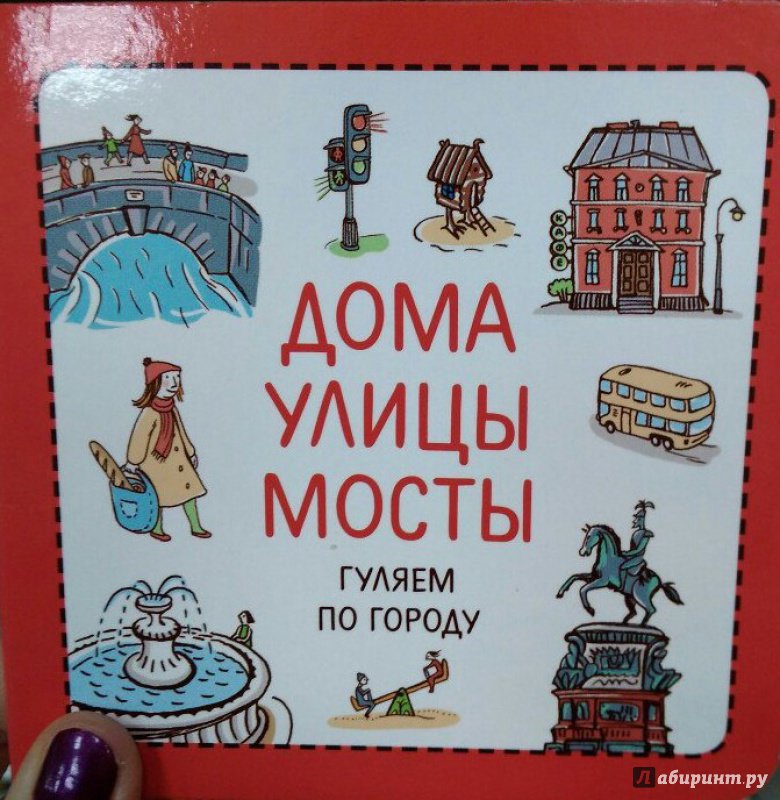 КАФЕ
ДОМА
УЛИЦЫ
МОСТЫ
ГУЛЯЕМ
ПО ГОРОДУ
Лабиринт.ру